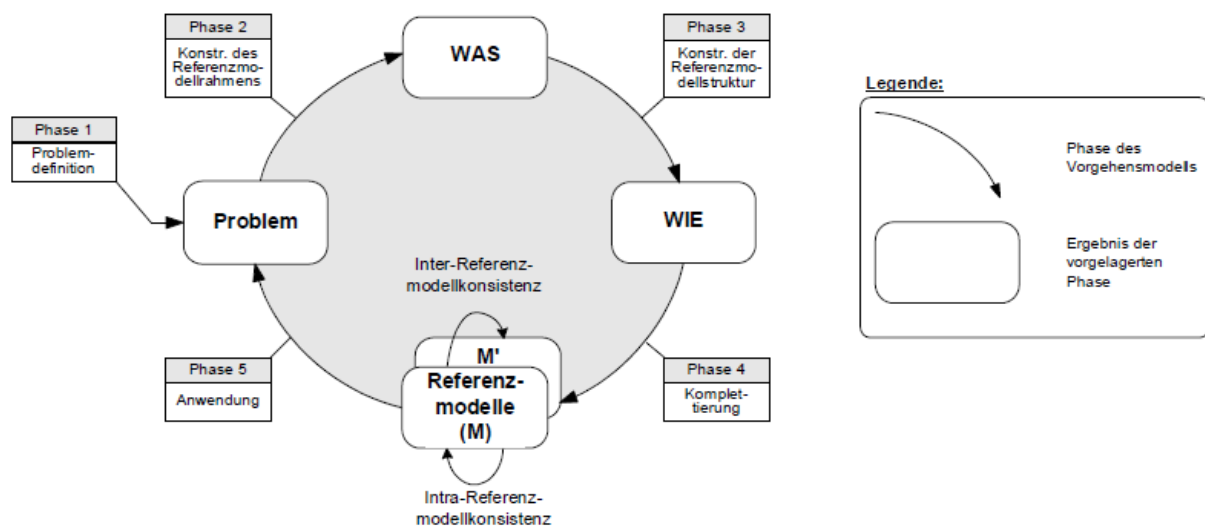 Phase 2
Konstr. des
Referenzmo-
dellrahmens
WAS
Phase 3
Konstr. der
Referenzmo-
dellstruktur
Legende:
Phase des
Vorgehensmodells
Ergebnis der
vorgelagerten
Phase
Phase 1
Problem-
definition
Problem
WIE
Inter-Referenz-
modellkonsistenz
Phase 5
Anwendung
M'
Referenz-
modelle
(M)
Phase 4
Komplet-
tierung
Intra-Referenz-
modellkonsistenz